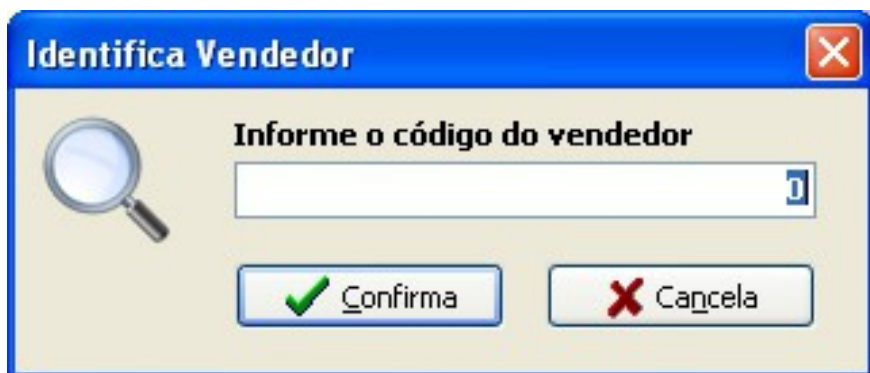 Identifica Vendedor
Informe o código do vendedor
0
Confirma Cancela